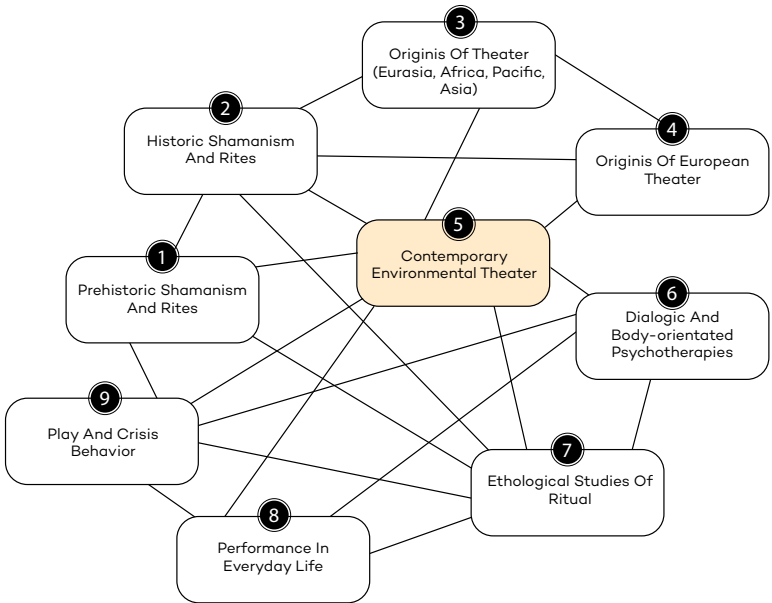 3
Originis Of Theater
(Eurasia, Africa, Pacific,
Asia)
2
Historic Shamanism
And Rites
4
Originis Of European
Theater
5
Contemporary
Environmental Theater
1
Prehistoric Shamanism
And Rites
6
Dialogic And
Body-orientated
Psychotherapies
9
Play And Crisis
Behavior
7
Ethological Studies Of
Ritual
8
Performance In
Everyday Life